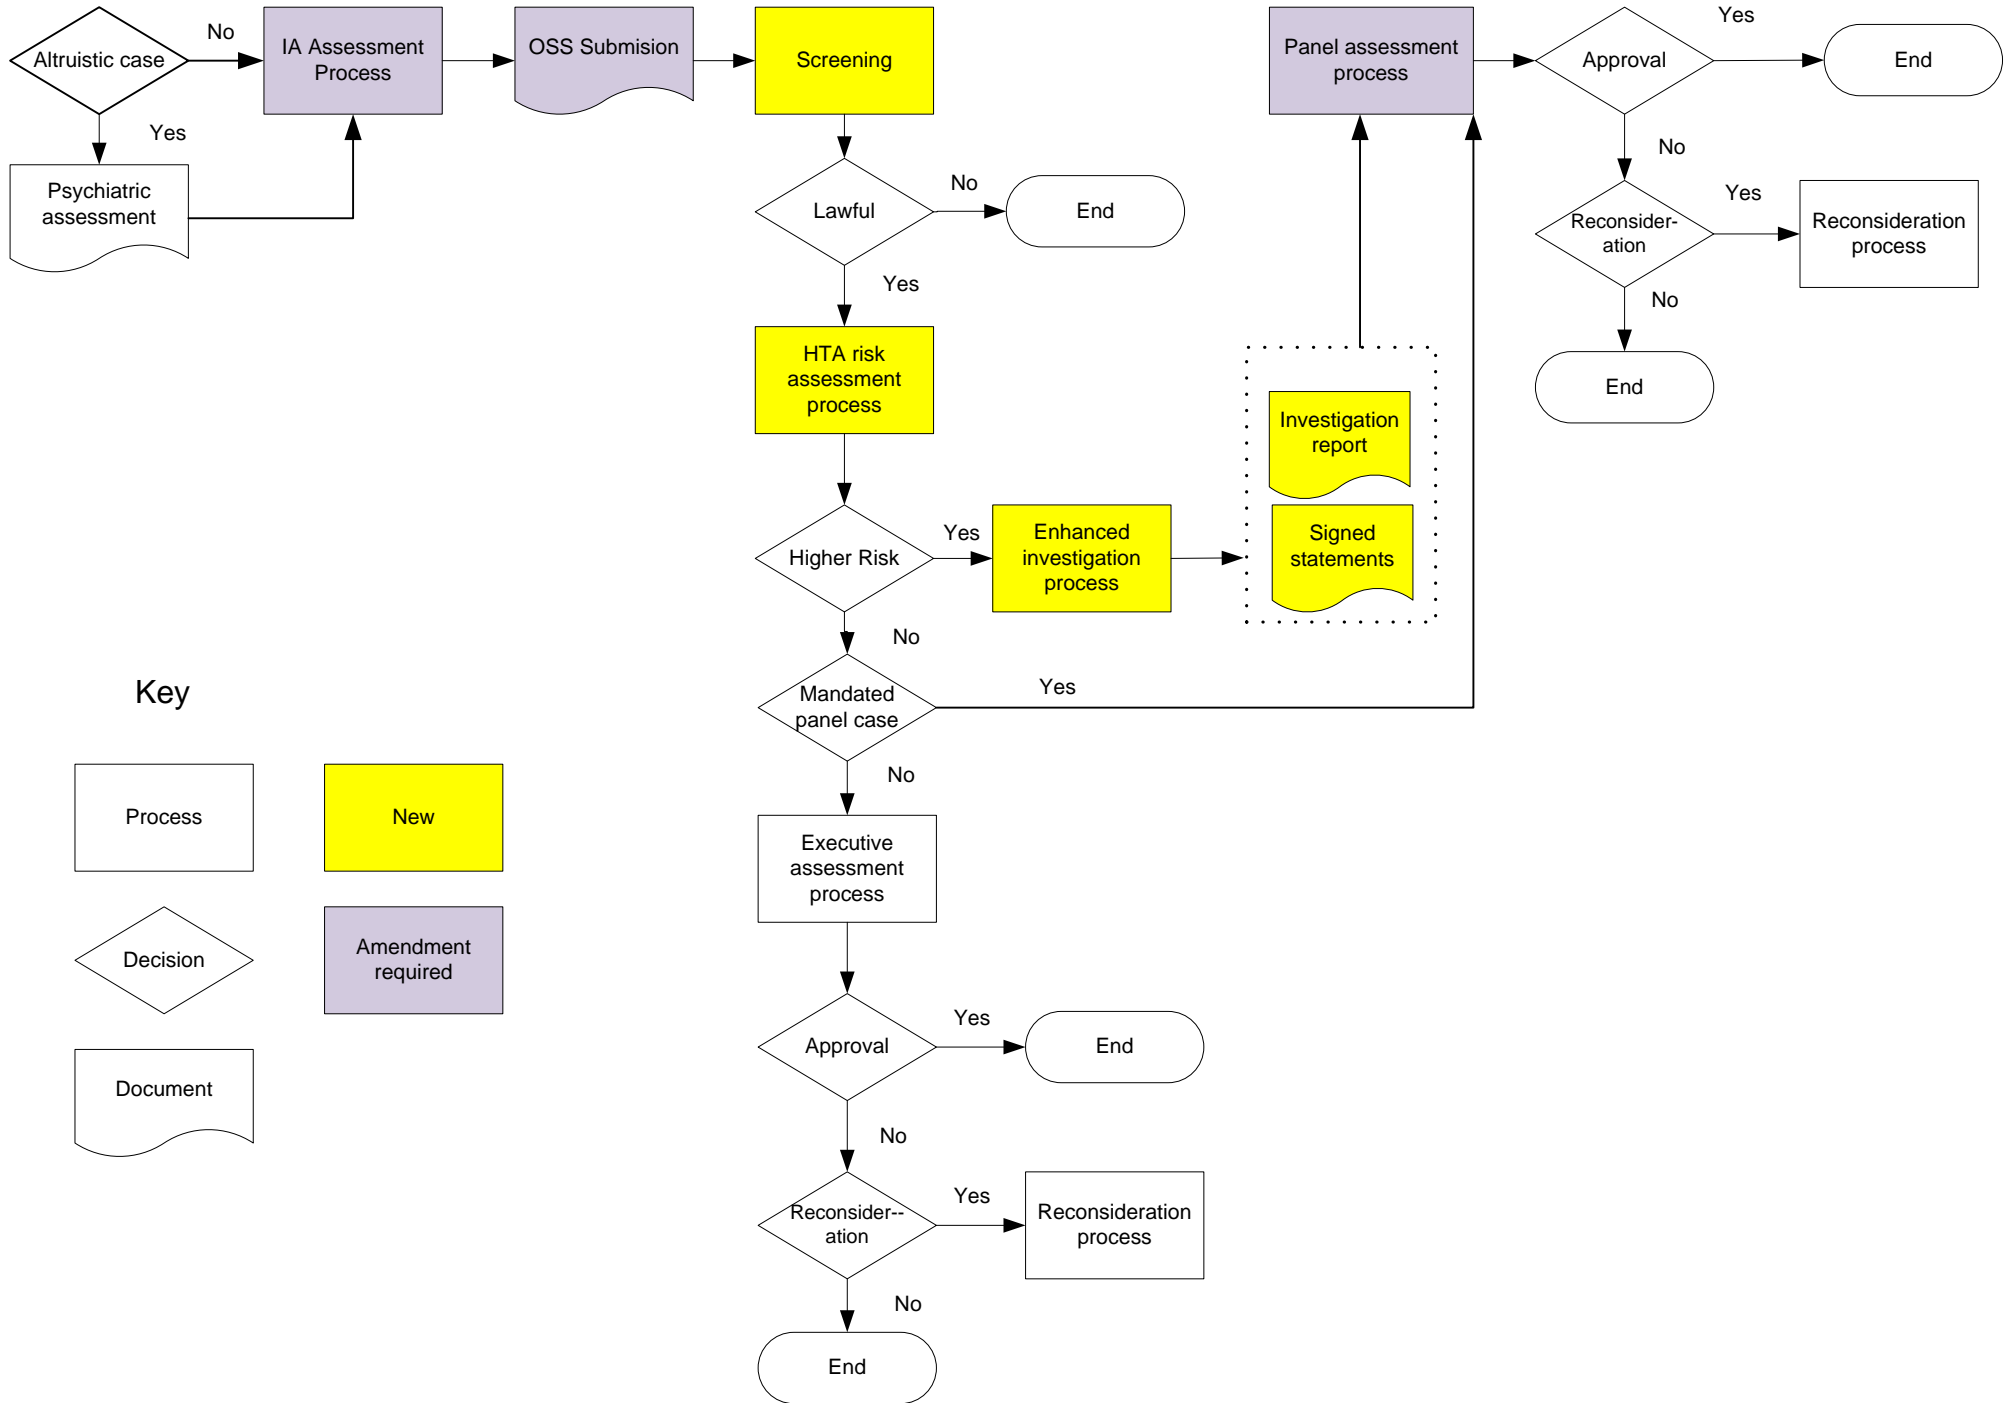 Altruistic case
No
Yes
Psychiatric
assessment
IA Assessment
Process
OSS Submision
Screening
Lawful
No
End
Yes
HTA risk
assessment
process
Higher Risk
Yes
Enhanced
investigation
process
Investigation
report
Signed
statements
No
Mandated
panel case
Yes
No
Executive
assessment
process
Approval
Yes
End
No
Reconsider--
ation
Yes
Reconsideration
process
No
End
Panel assessment
process
Approval
Yes
End
No
Reconsider-
ation
Yes
Reconsideration
process
No
End
Key
Process
New
Decision
Amendment
required
Document